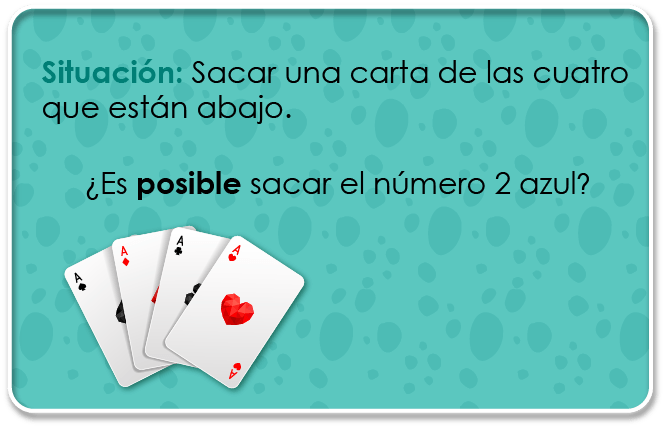 Situación: Sacar una carta de las cuatro
que están abajo.
¿Es posible sacar el número 2 azul?
A
A
A
A
A